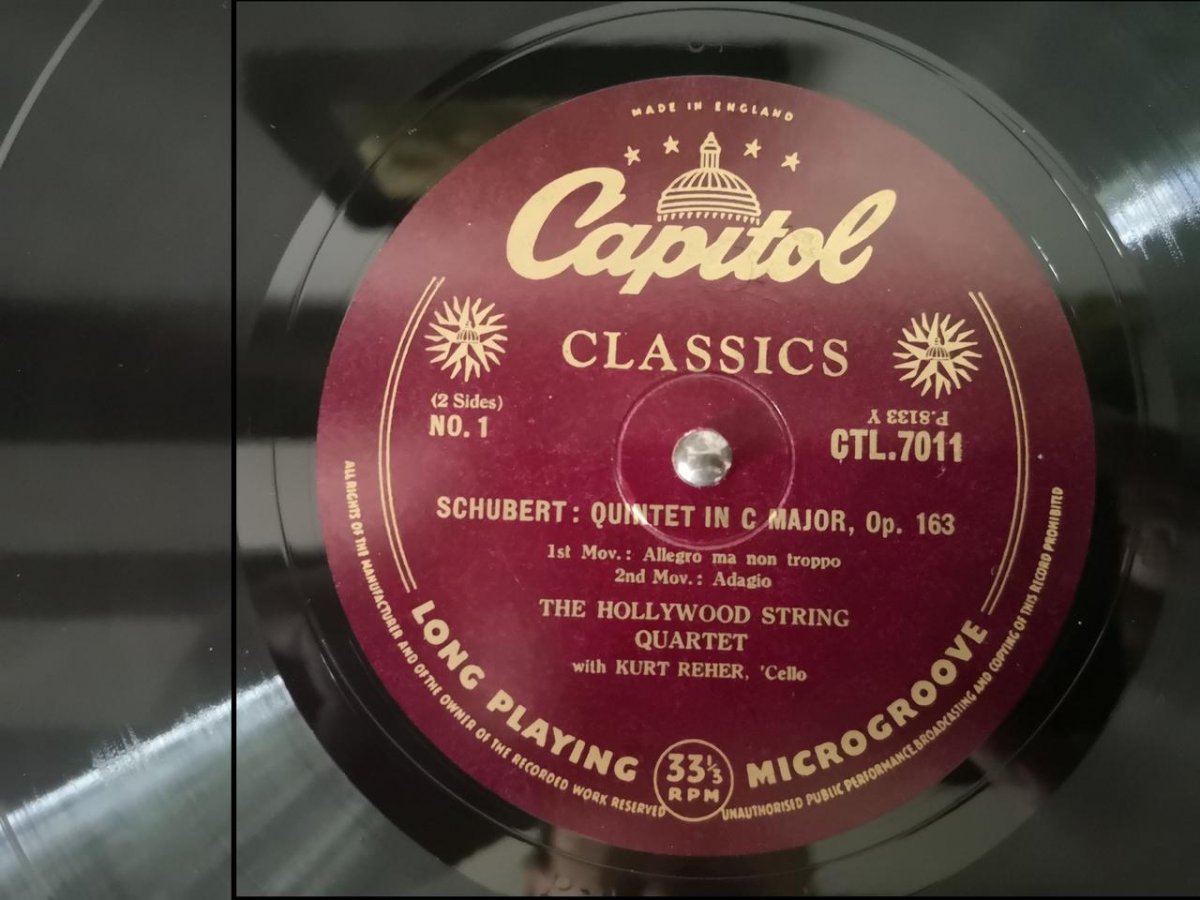 MADE IN ENGLAND
Capitol
CLASSICS
(2 Sides)
NO. 1
P.8133 Y
CTL.7011
SCHUBERT: QUINTET IN C MAJOR, Op. 163
1st Mov.: Allegro ma non troppo
2nd Mov.: Adagio
THE HOLLYWOOD STRING
QUARTET
with KURT REHER, 'Cello
LONG PLAYING
33⅓
RPM
MICROGROOVE
ALL RIGHTS OF THE MANUFACTURER AND OF THE OWNER OF THE RECORDED WORK RESERVED
UNAUTHORISED PUBLIC PERFORMANCE, BROADCASTING AND COPYING OF THIS RECORD PROHIBITED